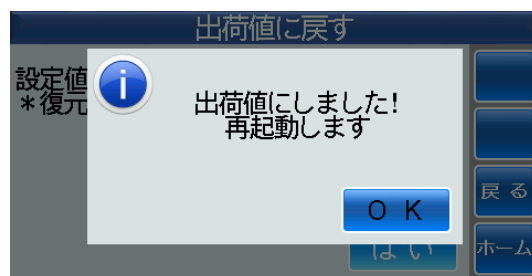 出荷値に戻す
設定値
*復元
出荷値にしました!
再起動します
O K
戻 る
はい
ホーム